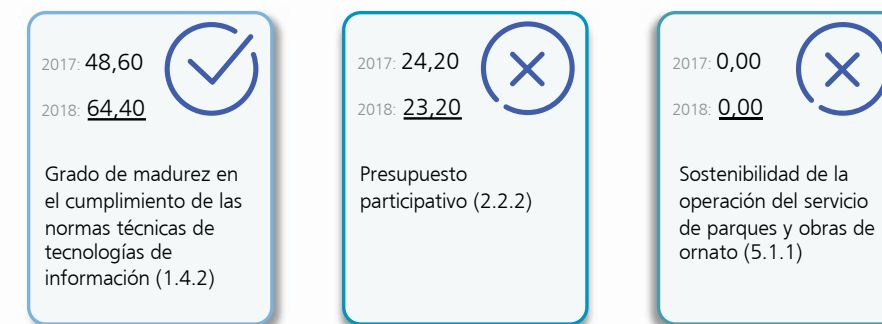 2017: 48,60
2018: 64,40
Grado de madurez en
el cumplimiento de las
normas técnicas de
tecnologías de
información (1.4.2)
2017: 24,20
2018: 23,20
Presupuesto
participativo (2.2.2)
2017: 0,00
2018: 0,00
Sostenibilidad de la
operación del servicio
de parques y obras de
ornato (5.1.1)